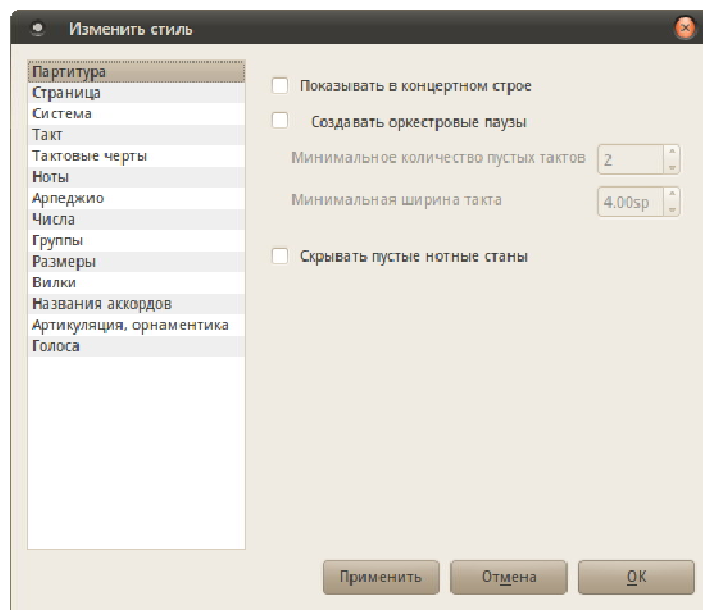 Изменить стиль
Партитура
Страница
Система
Такт
Тактовые черты
Ноты
Арпеджио
Числа
Группы
Размеры
Вилки
Названия аккордов
Артикуляция, орнаментика
Голоса
Показывать в концертном строе
Создавать оркестровые паузы
Минимальное количество пустых тактов 2
Минимальная ширина такта 4.00sp
Скрывать пустые нотные станы
Применить Отмена OK